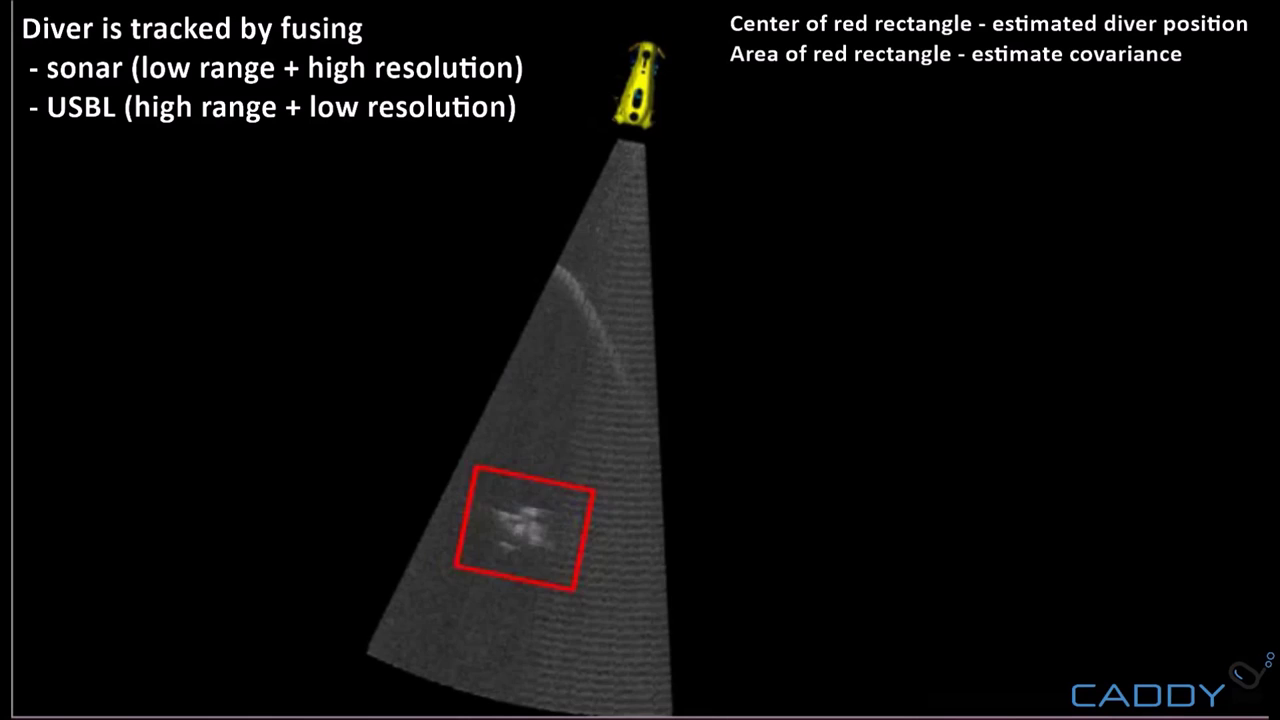 Diver is tracked by fusing
- sonar (low range + high resolution)
- USBL (high range + low resolution)
Center of red rectangle - estimated diver position
Area of red rectangle - estimate covariance
CADDY